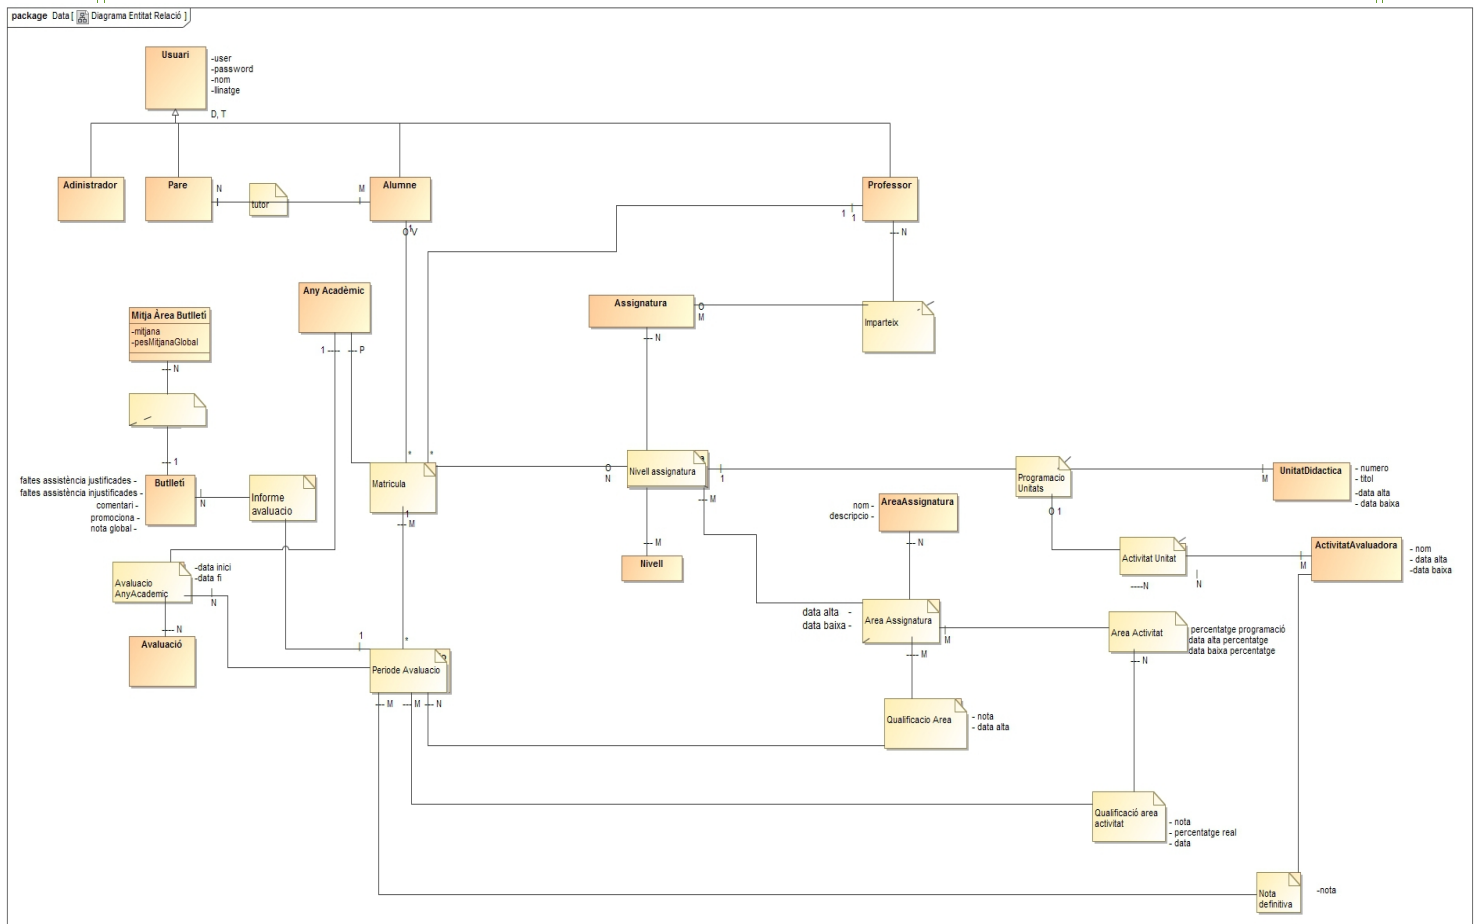 package Data [ Diagrama Entitat Relació ]
Usuari
-user
-password
-nom
-llinatge
D, T
Adinistrador
Pare
N
tutor
M
Alumne
Professor
1
1
N
Any Acadèmic
1
P
Assignatura
O
M
N
Imparteix
Mitja Àrea Butlletí
-mitjana
-pesMitjanaGlobal
N
1
faltes assistència justificades -
faltes assistència injustificades -
comentari -
promociona -
nota global -
Butlletí
N
Informe
avaluacio
*
*
Matricula
1
M
O
N
Nivell assignatura
1
M
M
Nivell
Programacio
Unitats
O 1
M
UnitatDidactica
- numero
- titol
-data alta
- data baixa
nom -
descripcio -
AreaAssignatura
N
Activitat Unitat
N
N
M
ActivitatAvaluadora
- nom
- data alta
-data baixa
Avaluacio
AnyAcademic
-data inici
-data fi
N
N
Avaluació
data alta -
data baixa -
Area Assignatura
M
M
Area Activitat
percentatge programació
data alta percentatge
data baixa percentatge
N
1
*
Periode Avaluacio
M
M
N
Qualificacio Area
- nota
- data alta
Qualificació area
activitat
- nota
- percentatge real
- data
Nota
definitiva
-nota